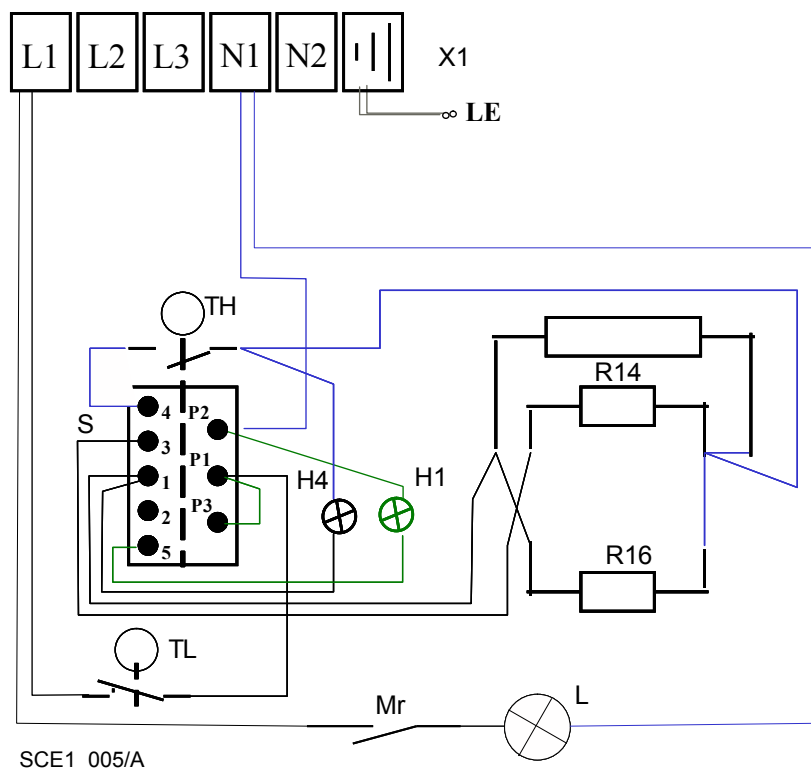 L1 L2 L3 N1 N2 X1
LE
TH
R14
S 4 P2
3
1 P1 H4 H1
2 P3
5
R16
TL
Mr L
SCE1 005/A